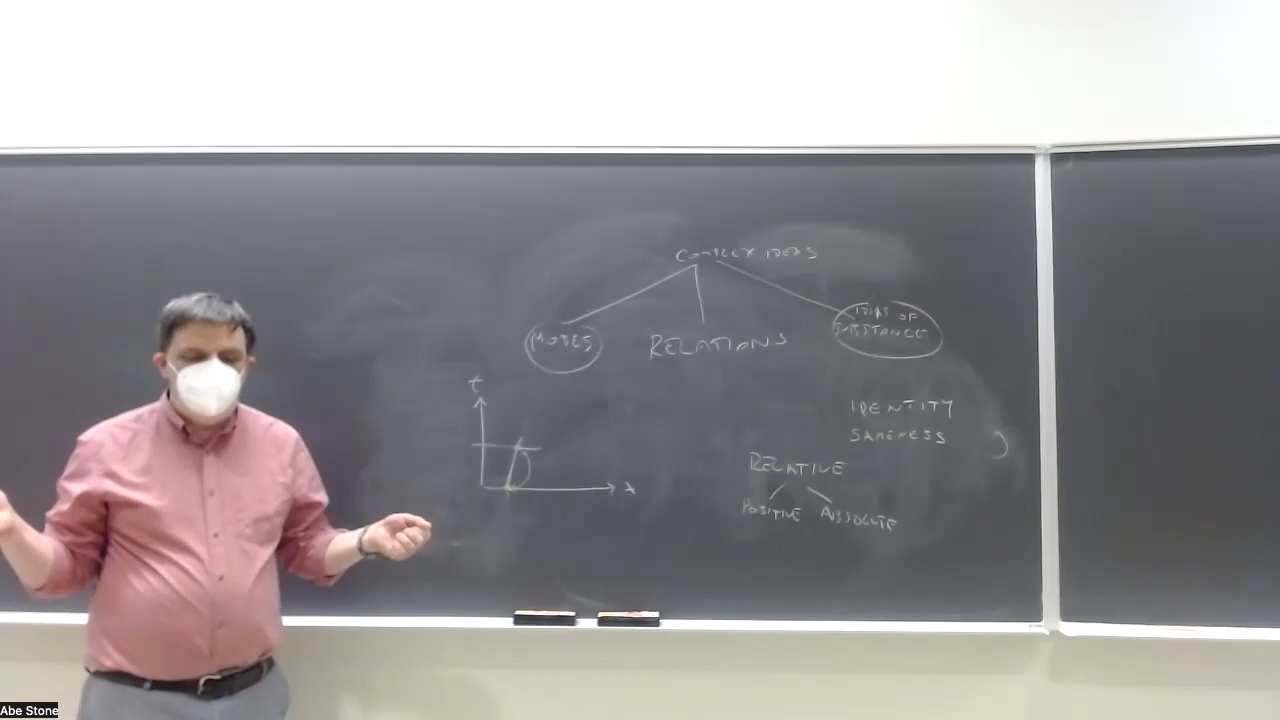 COMPLEX IDEAS
MODES
RELATIONS
IDEAS OF
SUBSTANCE
t
x
IDENTITY
SAMENESS
RELATIVE
POSITIVE ABSOLUTE
Abe Stone